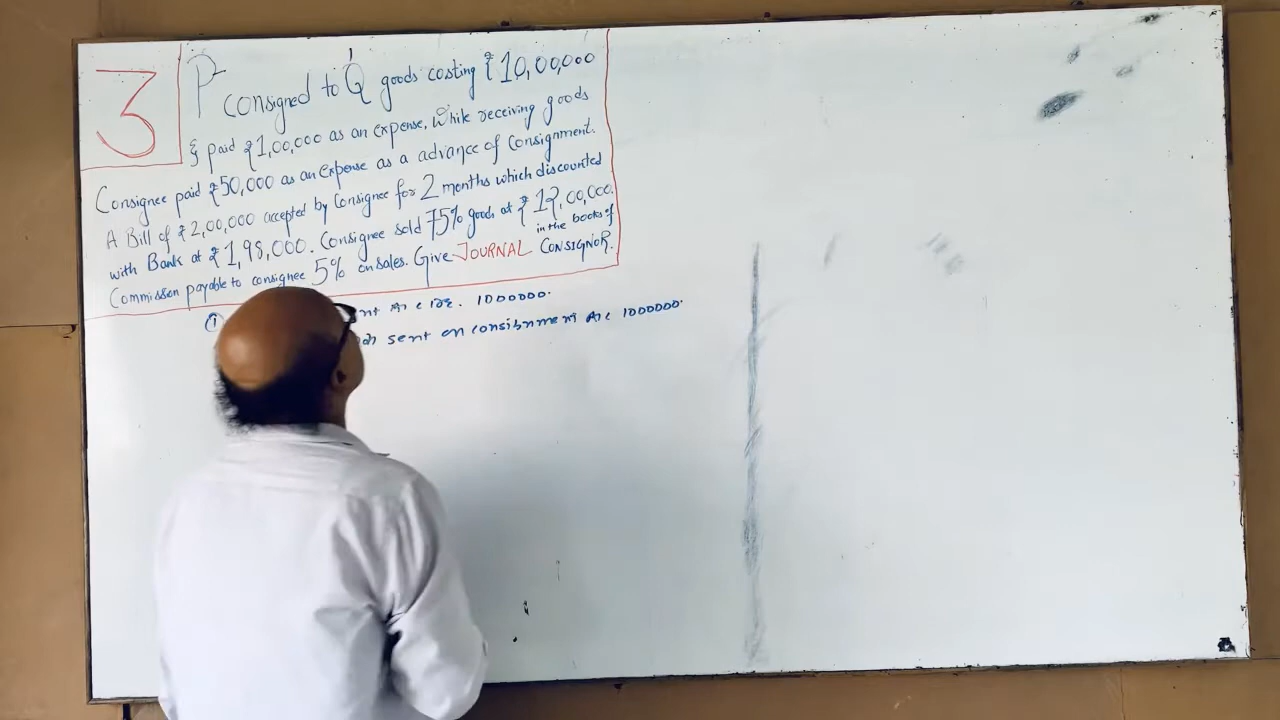 3
P consigned to Q goods costing ₹10,00,000
& paid ₹1,00,000 as an expense, While receiving goods
Consignee paid ₹50,000 as an expense as a advance of consignment.
A Bill of ₹2,00,000 accepted by Consignee for 2 months which discounted
with Bank at ₹1,98,000. Consignee sold 75% goods at ₹12,00,000.
Commission payable to consignee 5% on sales. Give JOURNAL in the books of CONSIGNOR.
① A/c Dr. 1000000.
sent on consignment A/c 1000000.